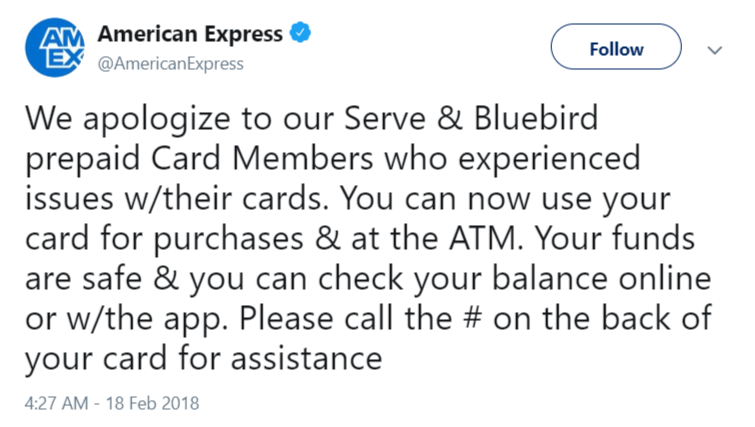 AM
EX
American Express
@AmericanExpress
Follow
We apologize to our Serve & Bluebird
prepaid Card Members who experienced
issues w/their cards. You can now use your
card for purchases & at the ATM. Your funds
are safe & you can check your balance online
or w/the app. Please call the # on the back of
your card for assistance
4:27 AM - 18 Feb 2018